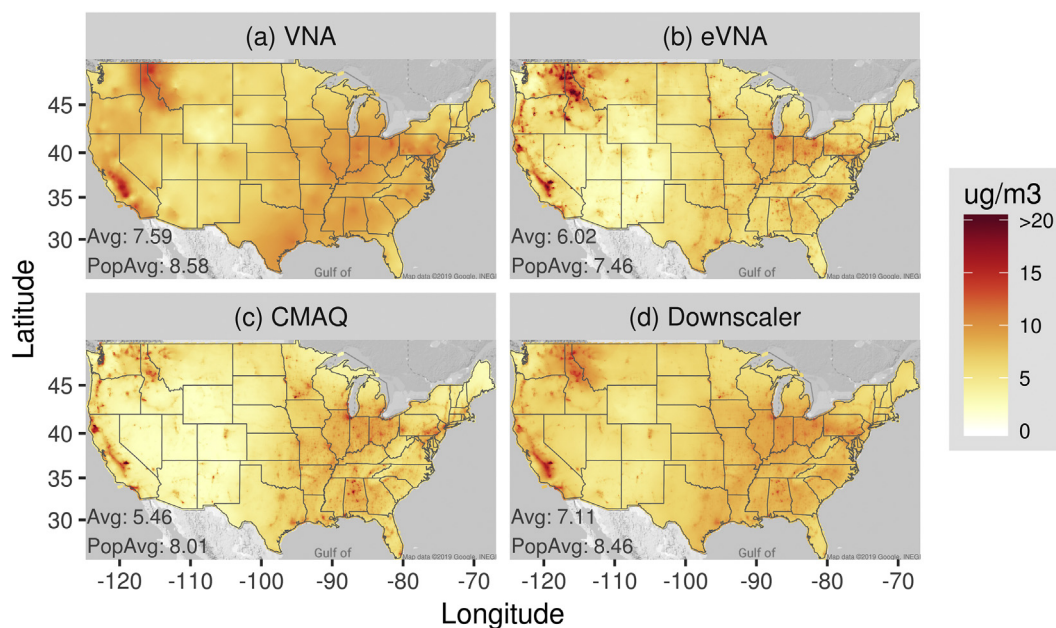 (a) VNA
(b) eVNA
45
40
35
30
Avg: 7.59
PopAvg: 8.58
Gulf of
Map data ©2019 Google, INEGI
Avg: 6.02
PopAvg: 7.46
Gulf of
Map data ©2019 Google, INEGI
ug/m3
>20
15
10
5
0
Latitude
(c) CMAQ
(d) Downscaler
45
40
35
30
Avg: 5.46
PopAvg: 8.01
Gulf of
Map data ©2019 Google, INEGI
Avg: 7.11
PopAvg: 8.46
Gulf of
Map data ©2019 Google, INEGI
-120 -110 -100 -90 -80 -70
-120 -110 -100 -90 -80 -70
Longitude